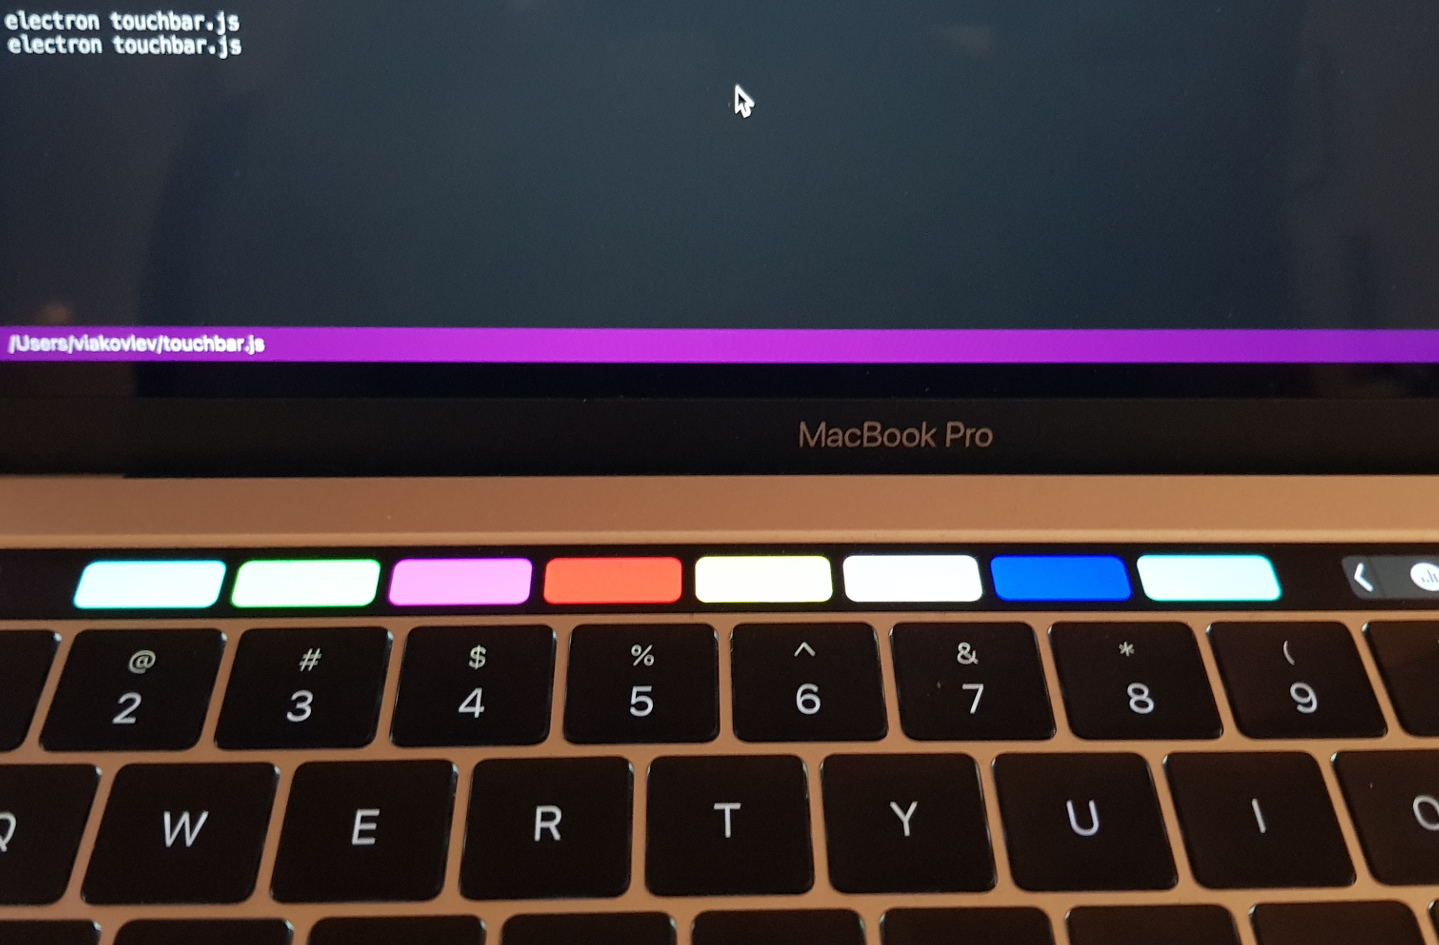 electron touchbar.js
electron touchbar.js
/Users/viakovlev/touchbar.js
MacBook Pro
@ # $ % ^ & * (
2 3 4 5 6 7 8 9
Q W E R T Y U I O